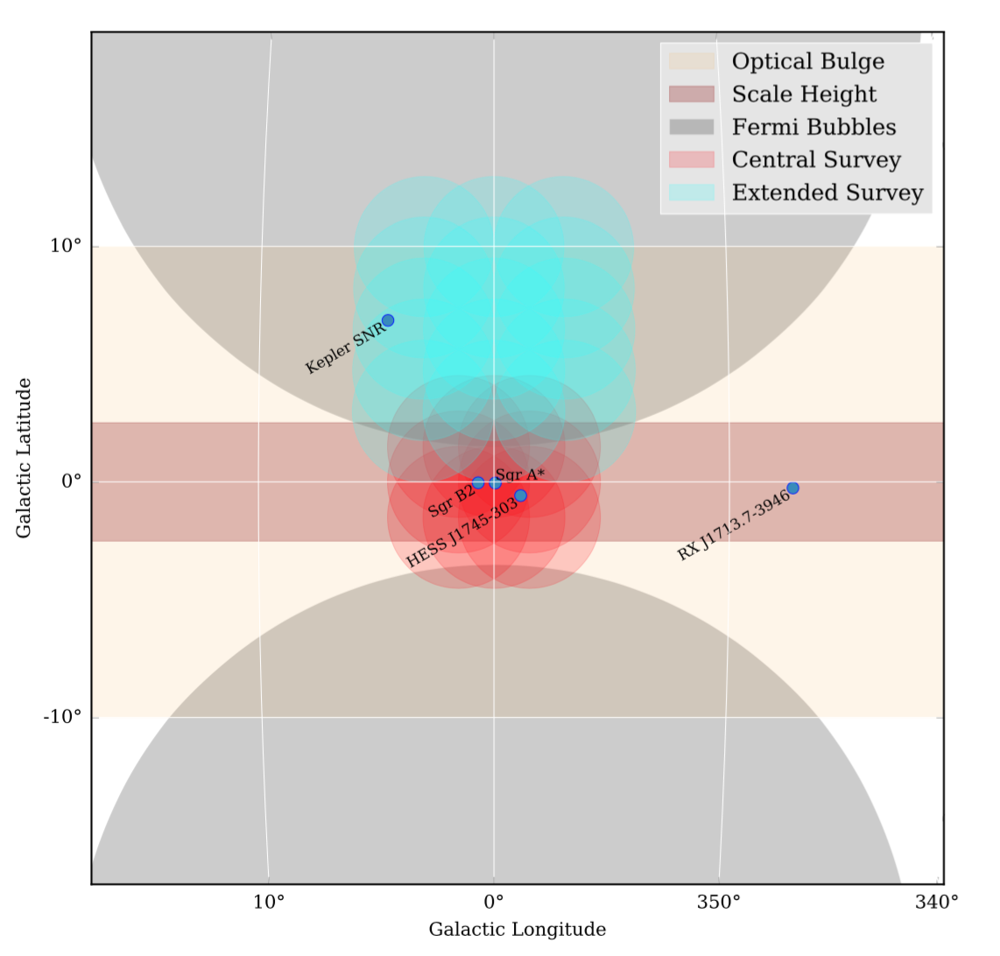 Optical Bulge
Scale Height
Fermi Bubbles
Central Survey
Extended Survey
10°
Kepler SNR
0°
Sgr A*
Sgr B2
HESS J1745-303
RX J1713.7-3946
-10°
10°
0°
350°
340°
Galactic Latitude
Galactic Longitude